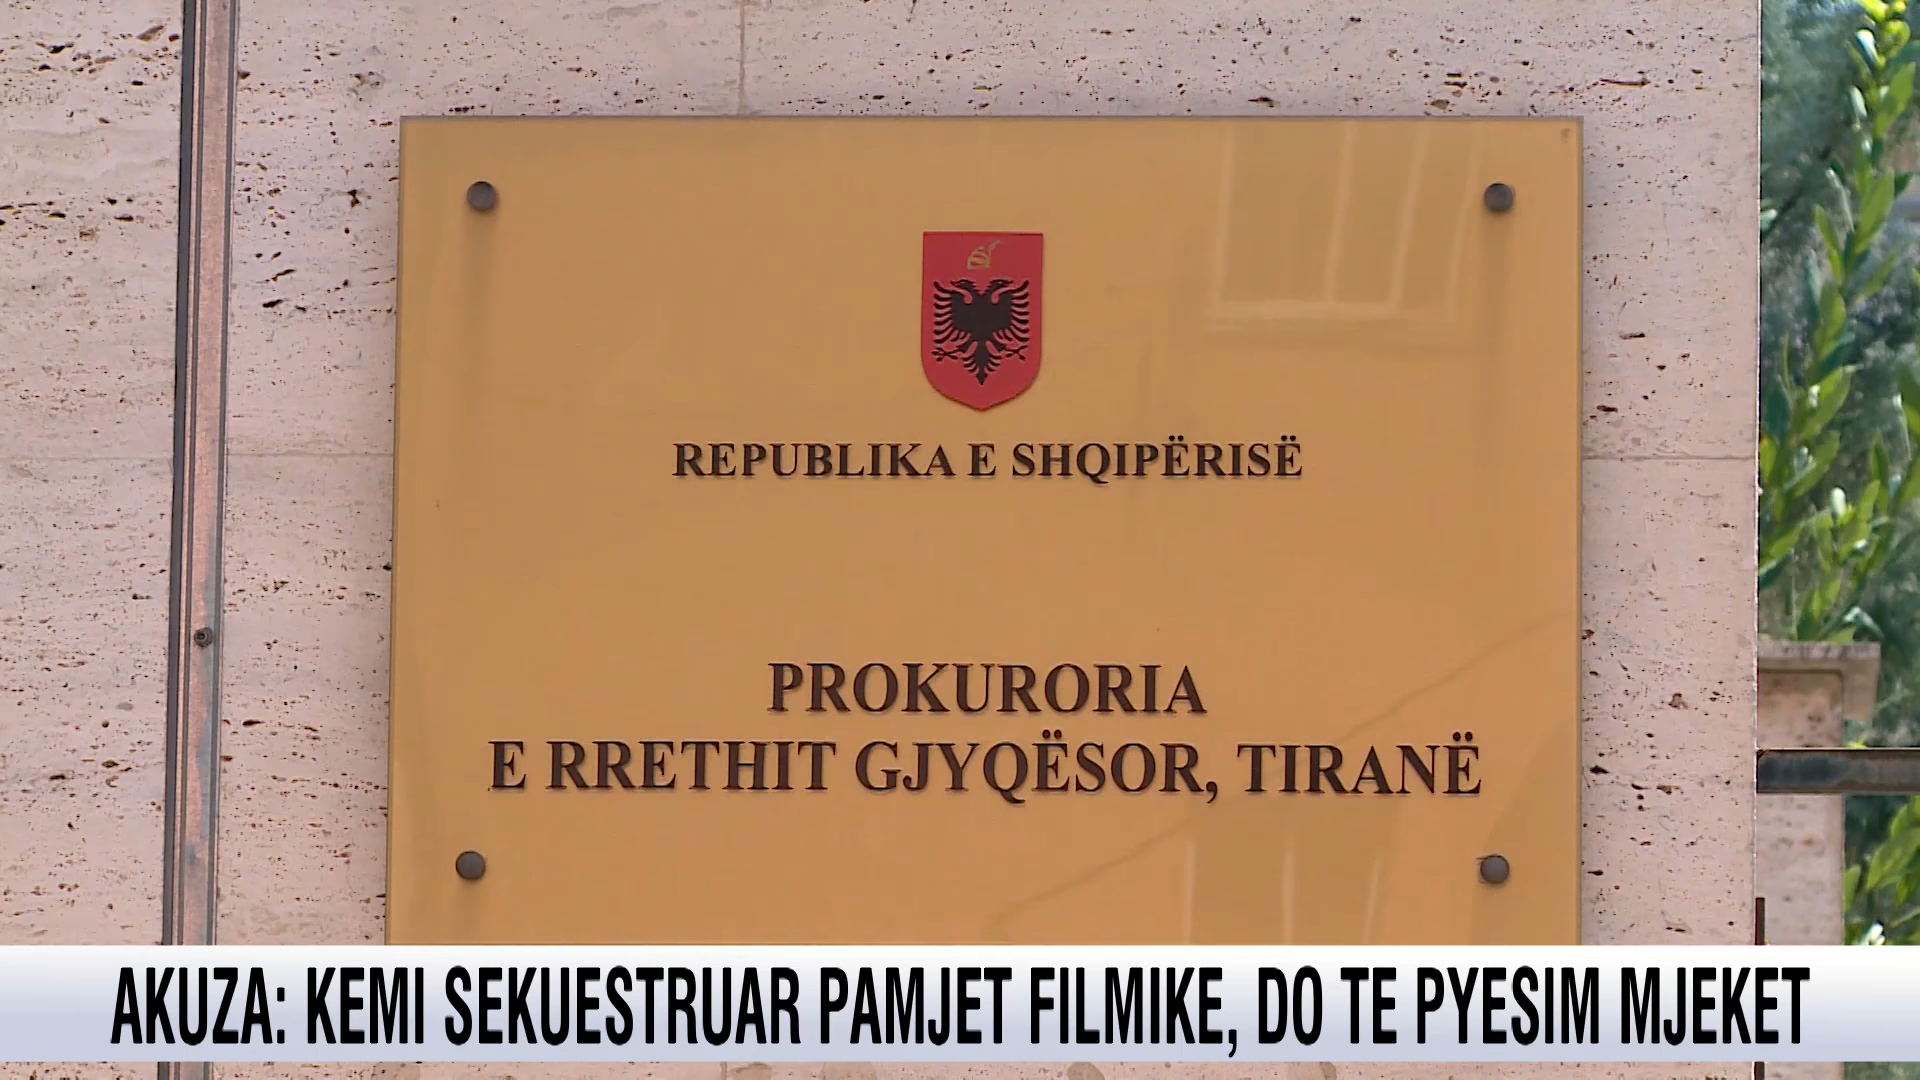 REPUBLIKA E SHQIPËRISË
PROKURORIA
E RRETHIT GJYQËSOR, TIRANË
AKUZA: KEMI SEKUESTRUAR PAMJET FILMIKE, DO TE PYESIM MJEKET